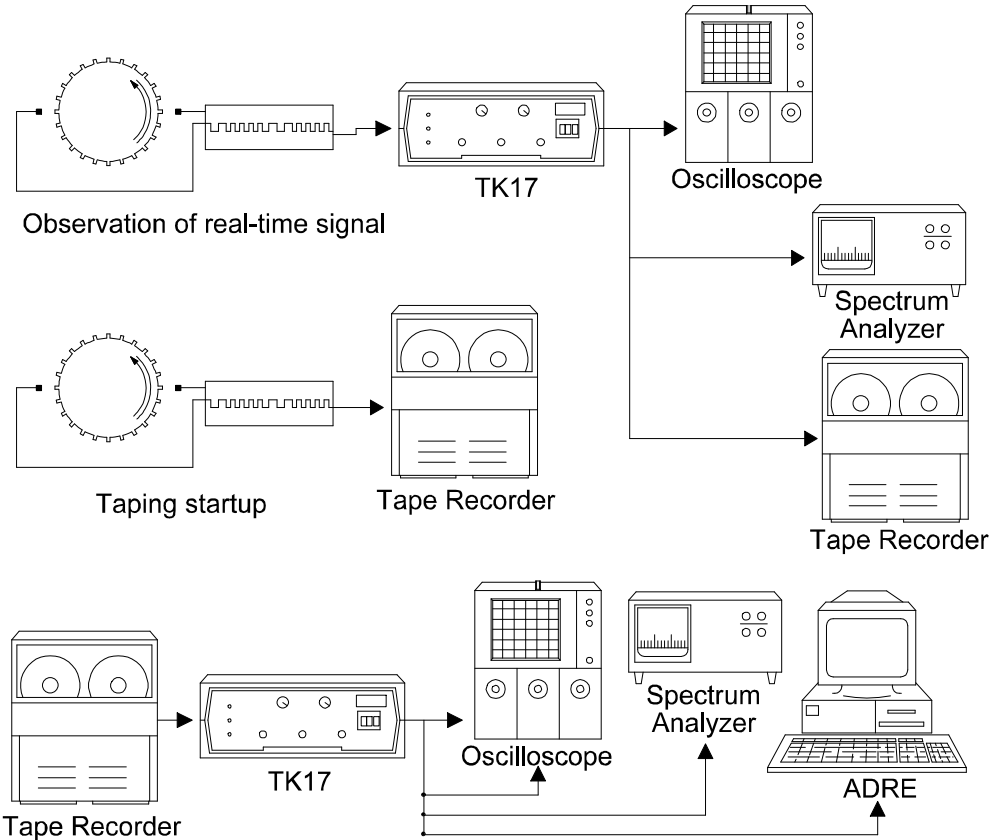 TK17
Oscilloscope
Observation of real-time signal
Spectrum
Analyzer
Taping startup
Tape Recorder
Tape Recorder
Spectrum
Analyzer
Oscilloscope
TK17
ADRE
Tape Recorder